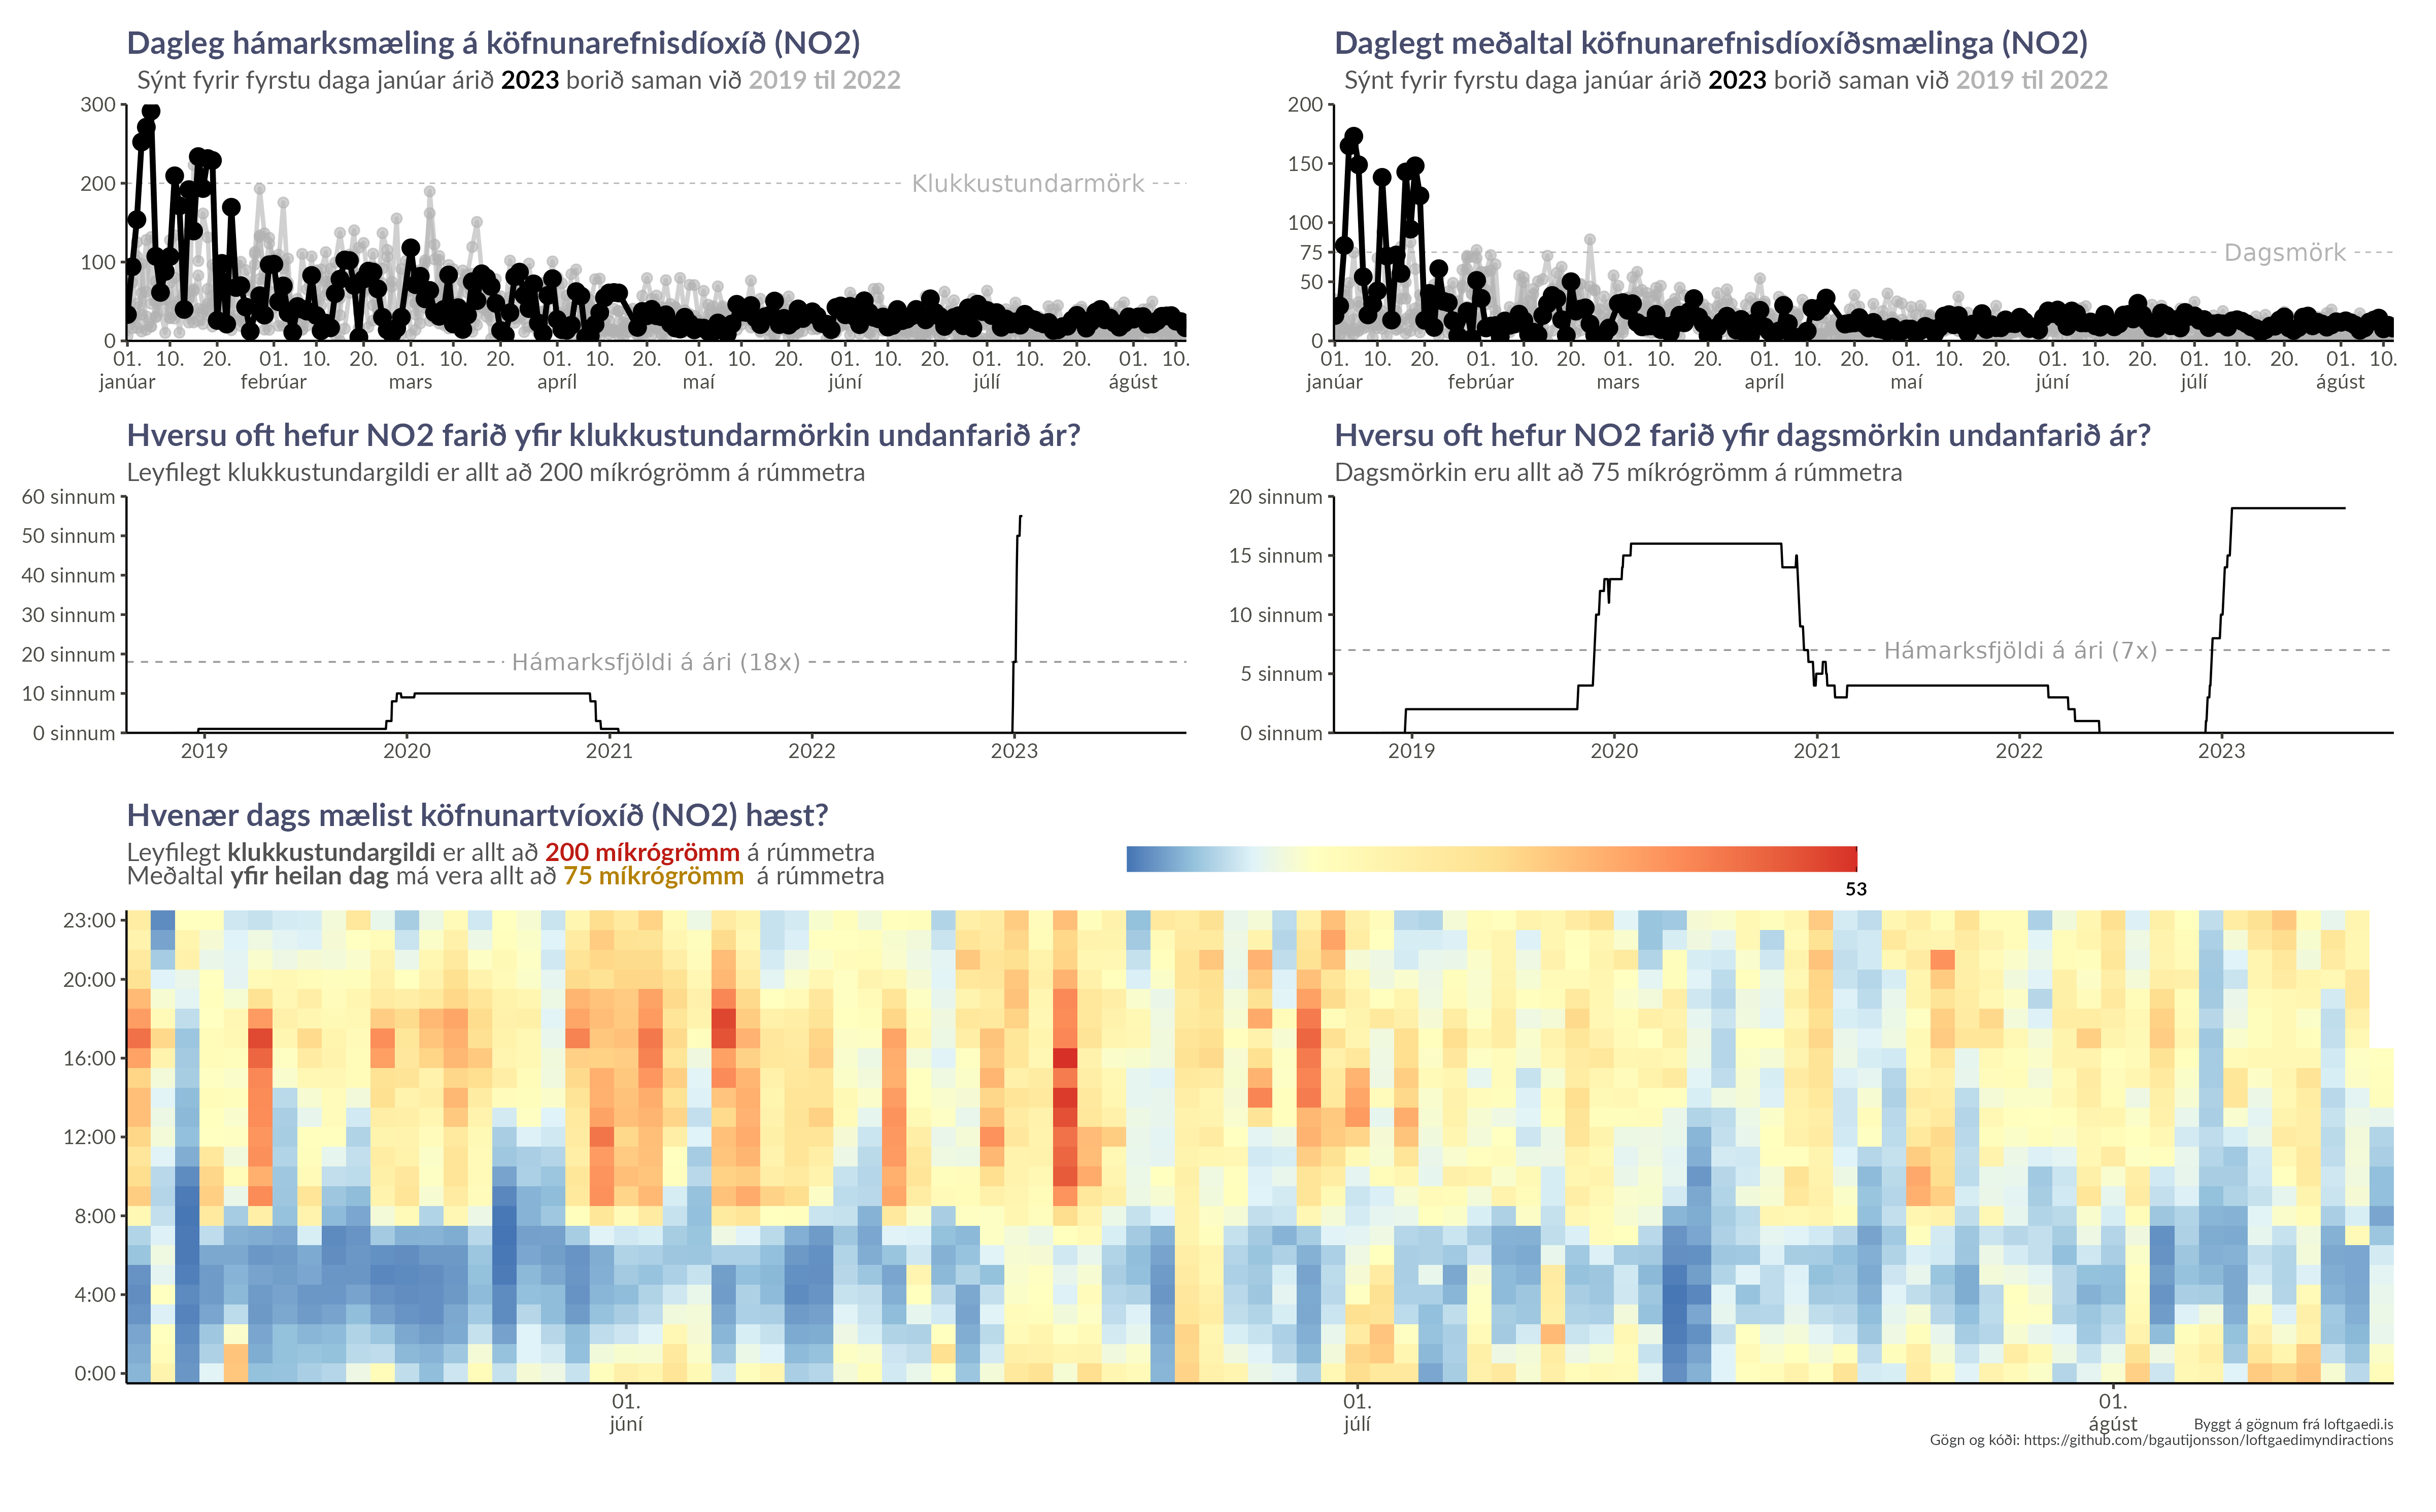 Dagleg hámarksmæling á köfnunarefnisdíoxíð (NO2)
Sýnt fyrir fyrstu daga janúar árið 2023 borið saman við 2019 til 2022
300
200
100
0
Klukkustundarmörk
01. 10. 20. 01. 10. 20. 01. 10. 20. 01. 10. 20. 01. 10. 20. 01. 10. 20. 01. 10. 20. 01. 10.
janúar febrúar mars apríl maí júní júlí ágúst
Daglegt meðaltal köfnunarefnisdíoxíðsmælinga (NO2)
Sýnt fyrir fyrstu daga janúar árið 2023 borið saman við 2019 til 2022
200
150
100
75
50
0
Dagsmörk
01. 10. 20. 01. 10. 20. 01. 10. 20. 01. 10. 20. 01. 10. 20. 01. 10. 20. 01. 10. 20. 01. 10.
janúar febrúar mars apríl maí júní júlí ágúst
Hversu oft hefur NO2 farið yfir klukkustundarmörkin undanfarið ár?
Leyfilegt klukkustundargildi er allt að 200 míkrógrömm á rúmmetra
60 sinnum
50 sinnum
40 sinnum
30 sinnum
20 sinnum
10 sinnum
0 sinnum
Hámarksfjöldi á ári (18x)
2019 2020 2021 2022 2023
Hversu oft hefur NO2 farið yfir dagsmörkin undanfarið ár?
Dagsmörkin eru allt að 75 míkrógrömm á rúmmetra
20 sinnum
15 sinnum
10 sinnum
5 sinnum
0 sinnum
Hámarksfjöldi á ári (7x)
2019 2020 2021 2022 2023
Hvenær dags mælist köfnunartvíoxíð (NO2) hæst?
Leyfilegt klukkustundargildi er allt að 200 míkrógrömm á rúmmetra
Meðaltal yfir heilan dag má vera allt að 75 míkrógrömm á rúmmetra
53
23:00
20:00
16:00
12:00
8:00
4:00
0:00
01. 01. 01.
júní júlí ágúst
Byggt á gögnum frá loftgaedi.is
Gögn og kóði: https://github.com/bgautijonsson/loftgaedimyndiractions